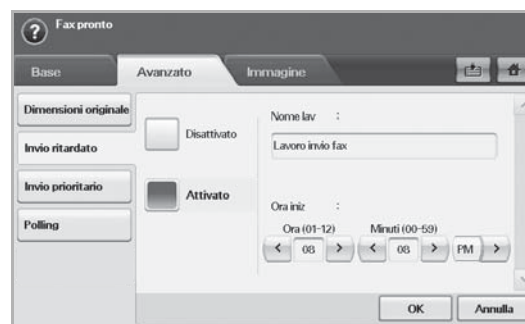 ? Fax pronto
Base Avanzato Immagine
Dimensioni originale
Invio ritardato
Invio prioritario
Polling
Disattivato
Attivato
Nome lav :
Lavoro invio fax
Ora iniz :
Ora (01-12) Minuti (00-59)
< 08 > < 08 > PM >
OK Annulla